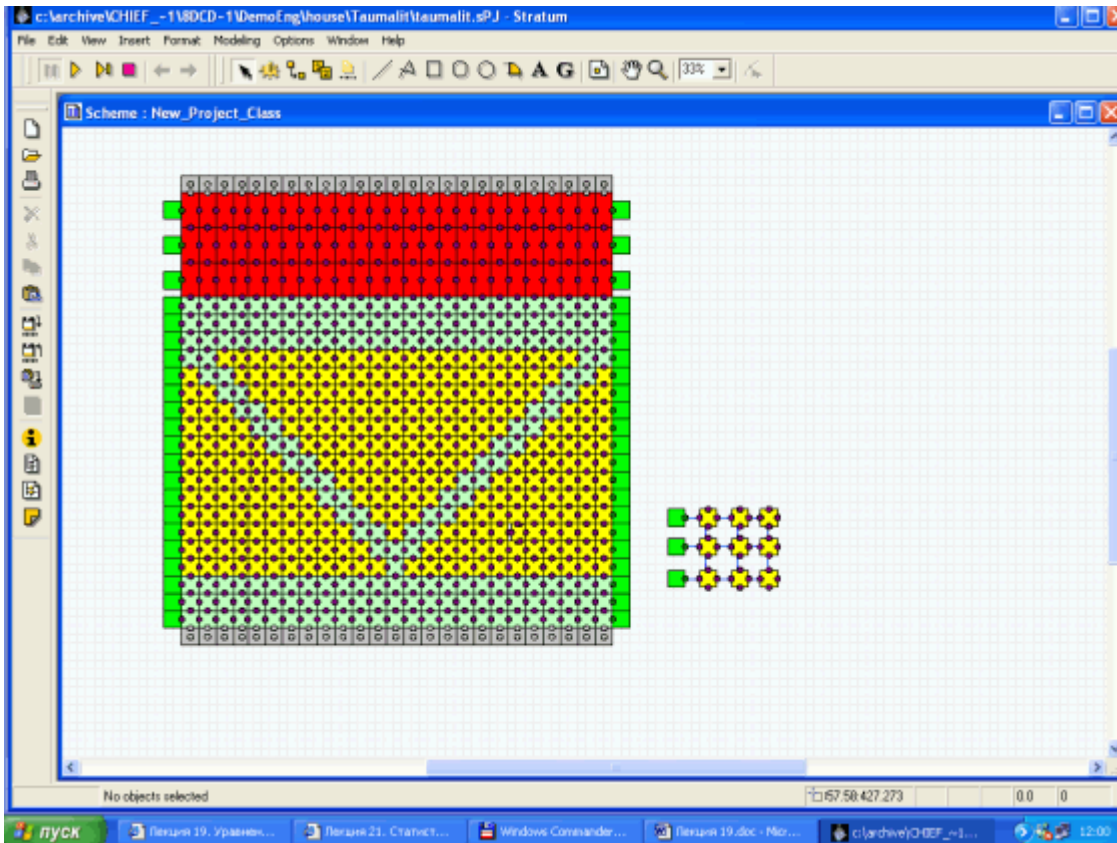 c:\archive\CHIEF_~1\8DCD-1\DemoEng\house\Taumalit\taumalit.sPJ - Stratum
File Edit View Insert Format Modeling Options Window Help
A G 33%
Scheme : New_Project_Class
No objects selected
157.58:427.273 0.0 0
пуск Лекция 19. Уравнен... Лекция 21. Статист... Windows Commander... Лекция 19.doc - Mic... c:\archive\CHIEF_~1... 12:00